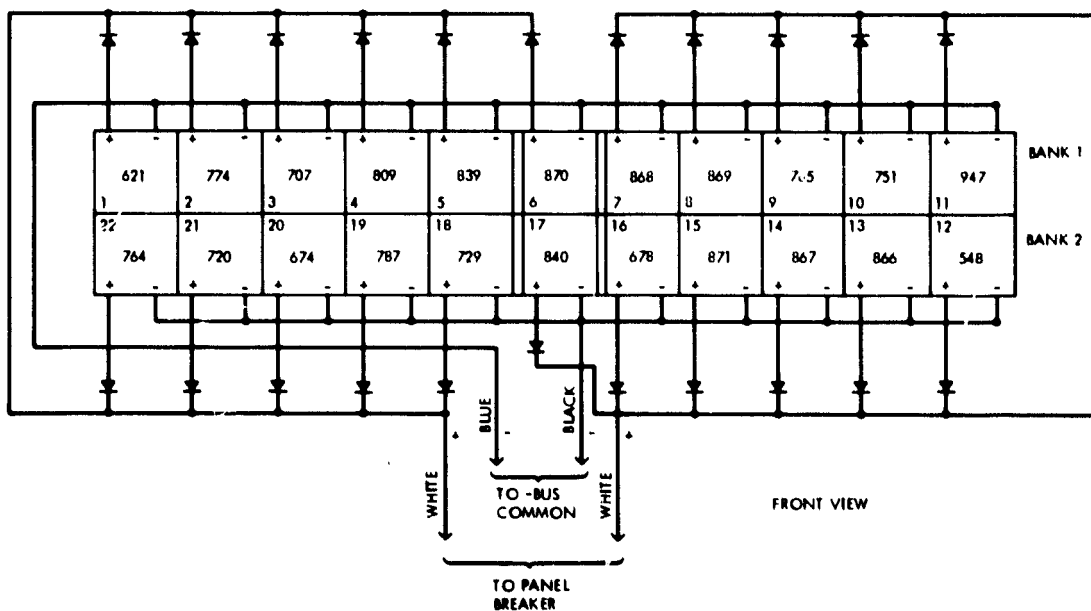 + - + - + - + - + - + - + - + - + - + - + -
BANK 1
621 774 707 809 839 870 868 869 751 947
1 2 3 4 5 6 7 8 9 10 11
22 21 20 19 18 17 16 15 14 13 12
BANK 2
764 720 674 787 729 840 678 871 867 866 548
+ - + - + - + - + - + - + - + - + - + - + -
BLUE
BLACK
+ - - +
WHITE
TO -BUS
COMMON
WHITE
FRONT VIEW
TO PANEL
BREAKER